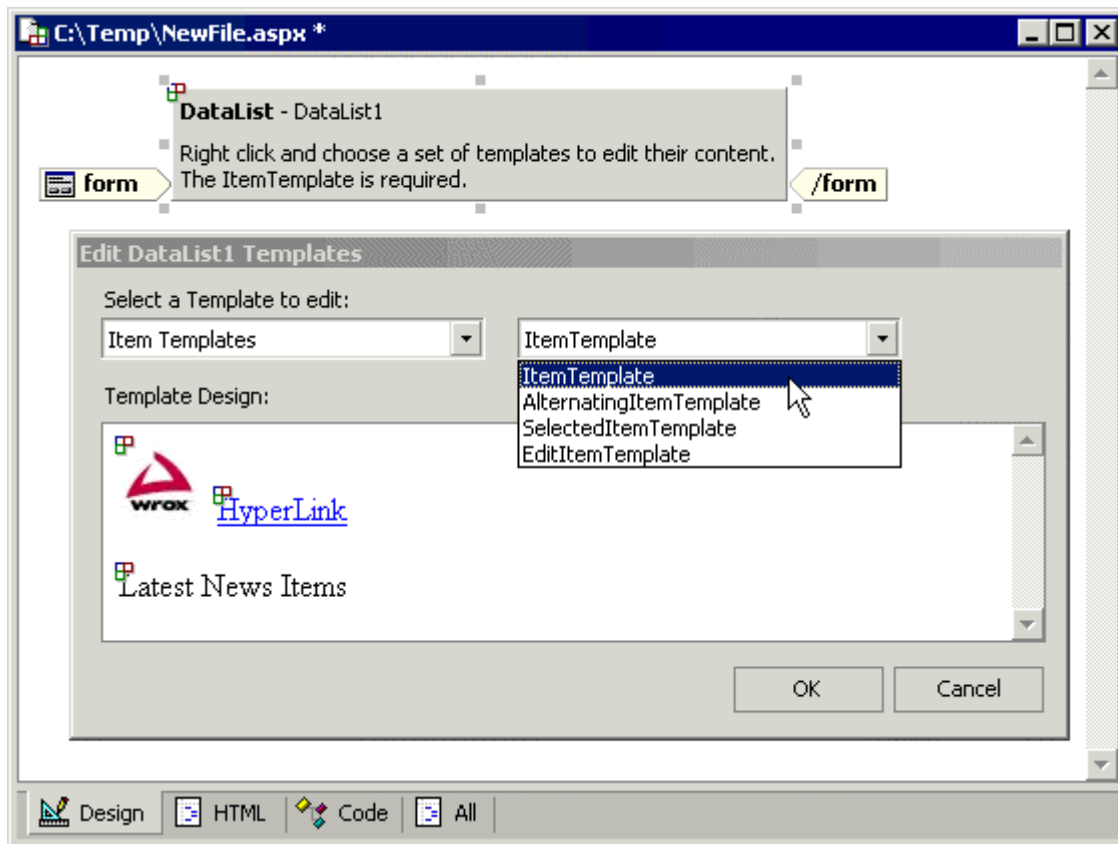 C:\Temp\NewFile.aspx *
DataList - DataList1
Right click and choose a set of templates to edit their content.
The ItemTemplate is required.
form
/form
Edit DataList1 Templates
Select a Template to edit:
Item Templates
ItemTemplate
ItemTemplate
AlternatingItemTemplate
SelectedItemTemplate
EditItemTemplate
Template Design:
wrox
HyperLink
Latest News Items
OK
Cancel
Design
HTML
Code
All